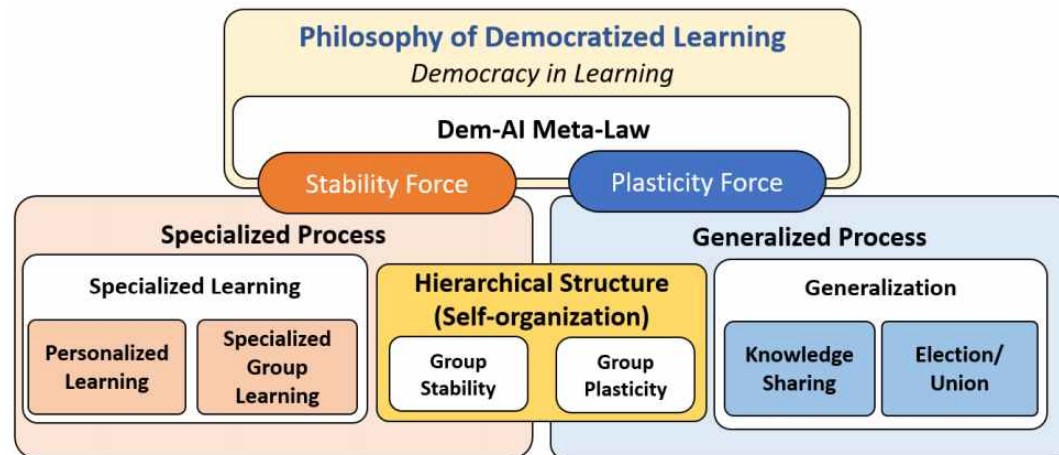 Philosophy of Democratized Learning
Democracy in Learning
Dem-AI Meta-Law
Stability Force
Plasticity Force
Specialized Process
Specialized Learning
Personalized
Learning
Specialized
Group
Learning
Hierarchical Structure
(Self-organization)
Group
Stability
Group
Plasticity
Generalized Process
Generalization
Knowledge
Sharing
Election/
Union